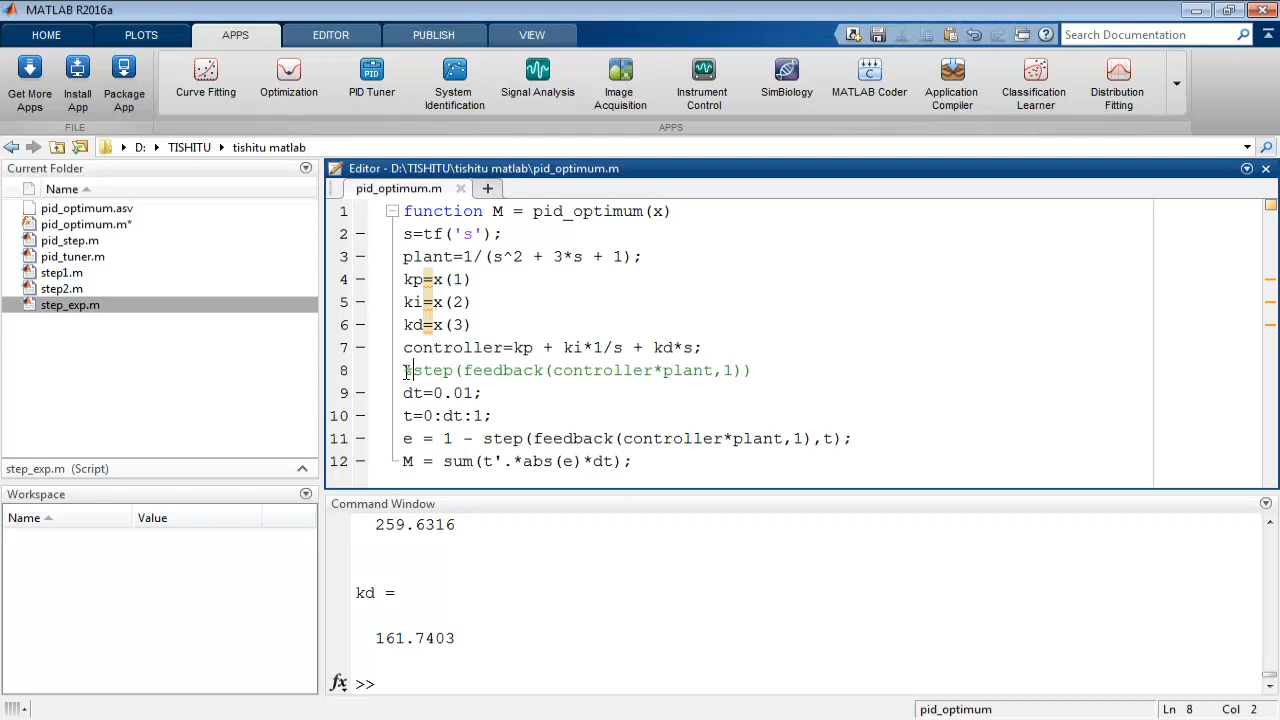 MATLAB R2016a
HOME PLOTS APPS EDITOR PUBLISH VIEW Search Documentation
Get More Apps
Install App
Package App
Curve Fitting
Optimization
PID
PID Tuner
System Identification
Signal Analysis
Image Acquisition
Instrument Control
SimBiology
C
MATLAB Coder
Application Compiler
Classification Learner
Distribution Fitting
FILE APPS
D: TISHITU tishitu matlab
Current Folder
Name
pid_optimum.asv
pid_optimum.m*
pid_step.m
pid_tuner.m
step1.m
step2.m
step_exp.m
step_exp.m (Script)
Workspace
Name Value
Editor - D:\TISHITU\tishitu matlab\pid_optimum.m
pid_optimum.m
1 function M = pid_optimum(x)
2 – s=tf('s');
3 – plant=1/(s^2 + 3*s + 1);
4 – kp=x(1)
5 – ki=x(2)
6 – kd=x(3)
7 – controller=kp + ki*1/s + kd*s;
8 %step(feedback(controller*plant,1))
9 – dt=0.01;
10 – t=0:dt:1;
11 – e = 1 - step(feedback(controller*plant,1),t);
12 – M = sum(t'.*abs(e)*dt);
Command Window
259.6316
kd =
161.7403
fx >>
pid_optimum Ln 8 Col 2